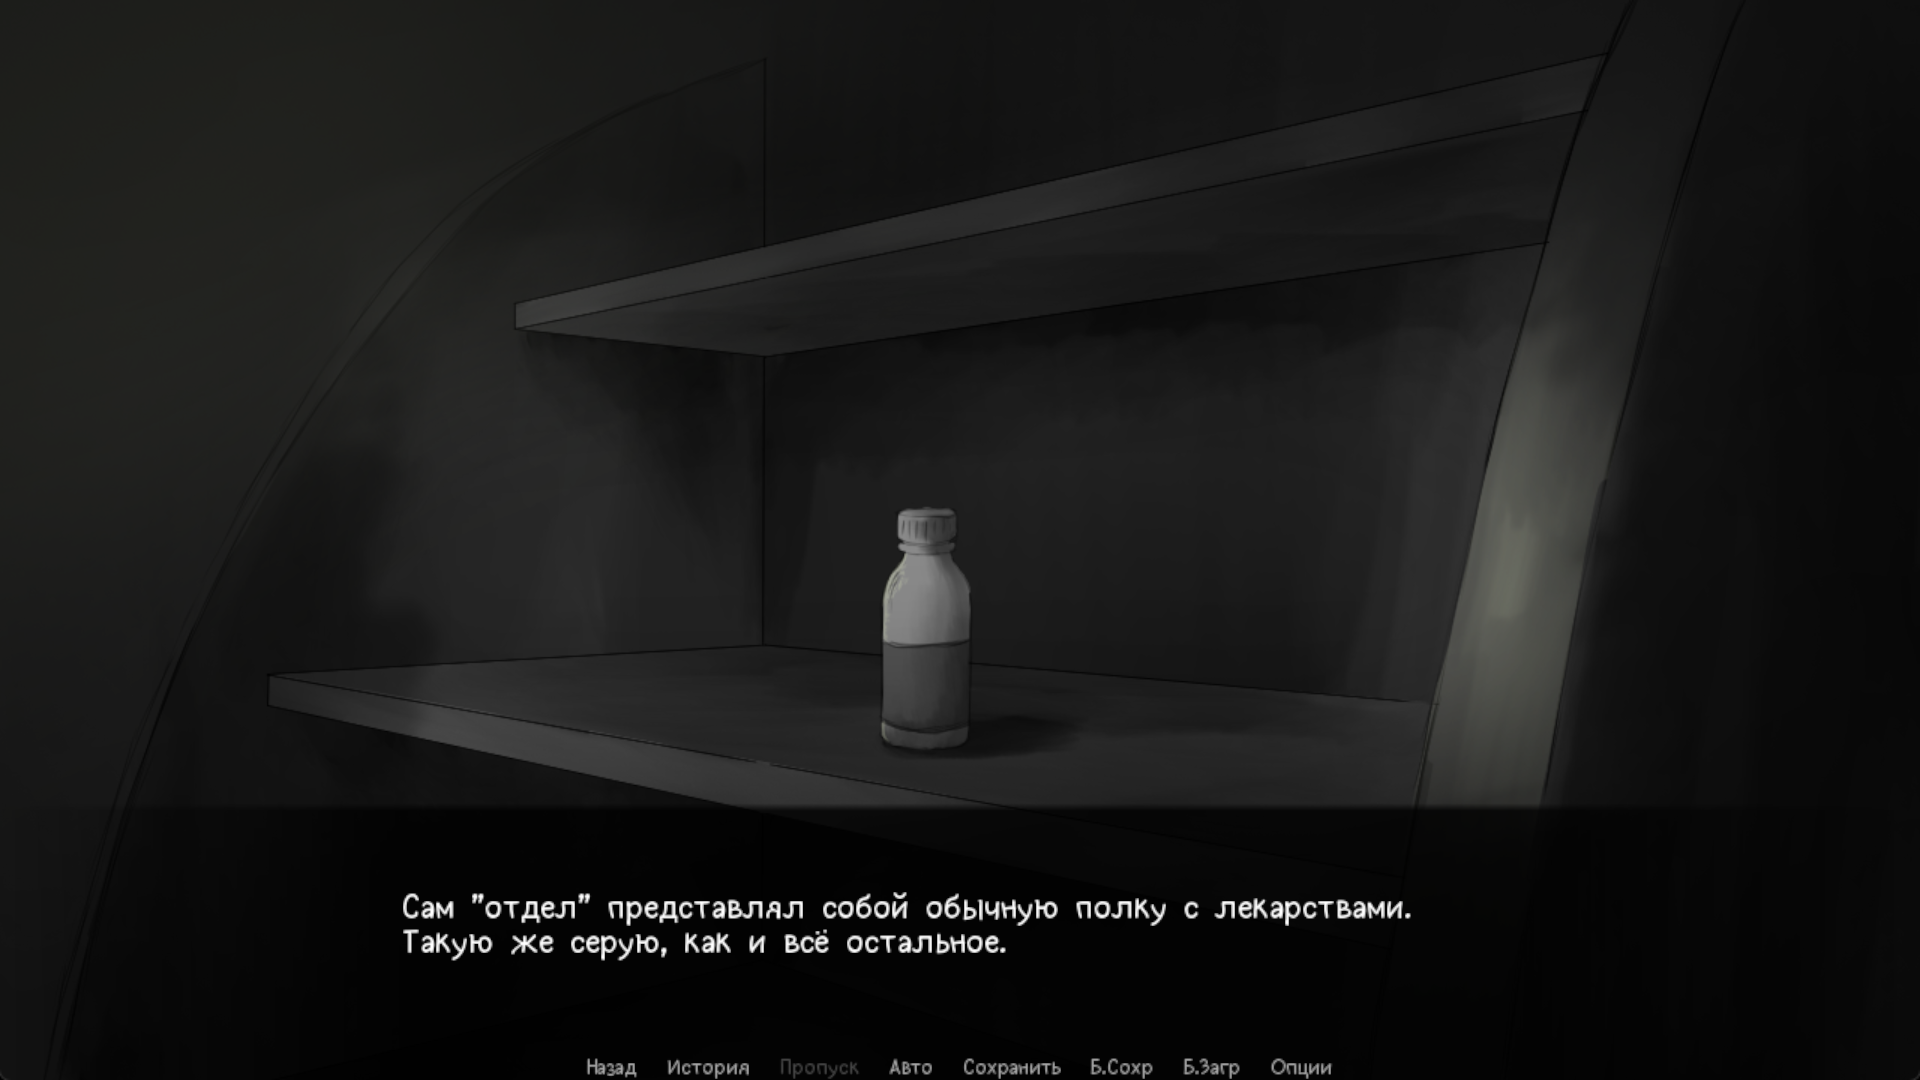 Сам "отдел" представлял собой обычную полку с лекарствами.
Такую же серую, как и всё остальное.
Назад История Пропуск Авто Сохранить Б.Сохр Б.Загр Опции